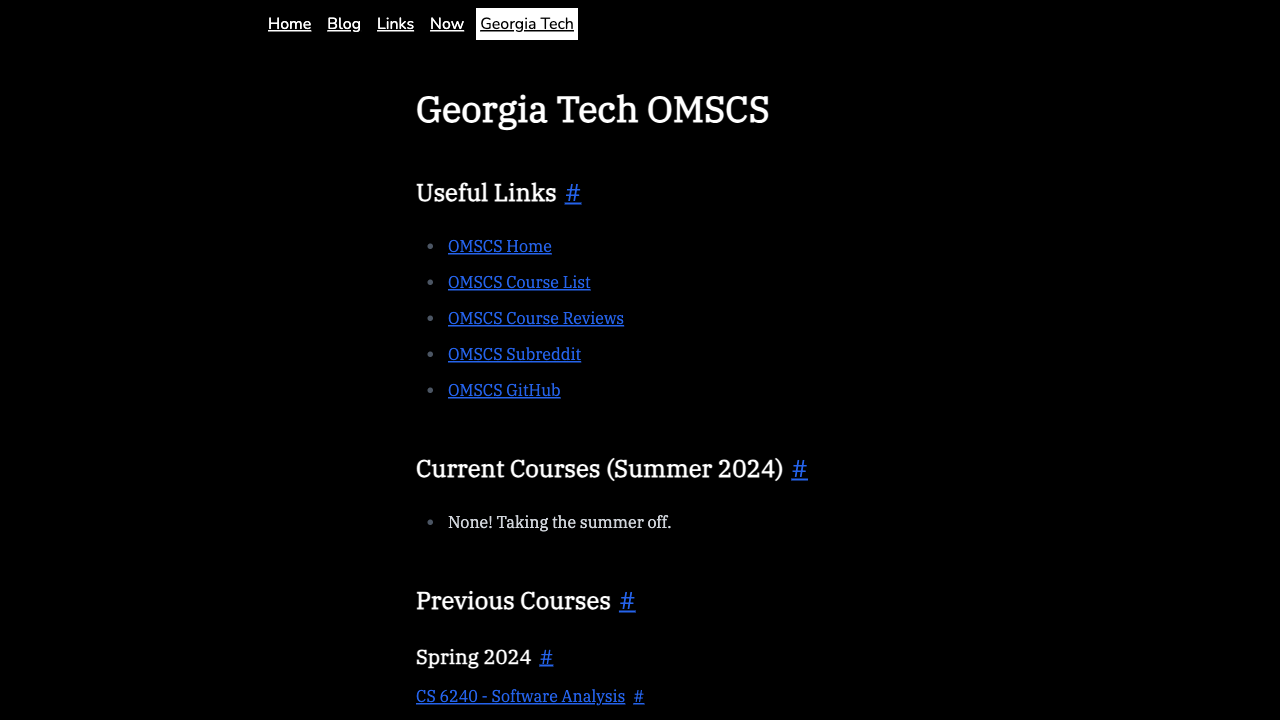 Home Blog Links Now Georgia Tech
Georgia Tech OMSCS
Useful Links #
OMSCS Home
OMSCS Course List
OMSCS Course Reviews
OMSCS Subreddit
OMSCS GitHub
Current Courses (Summer 2024) #
None! Taking the summer off.
Previous Courses #
Spring 2024 #
CS 6240 - Software Analysis #